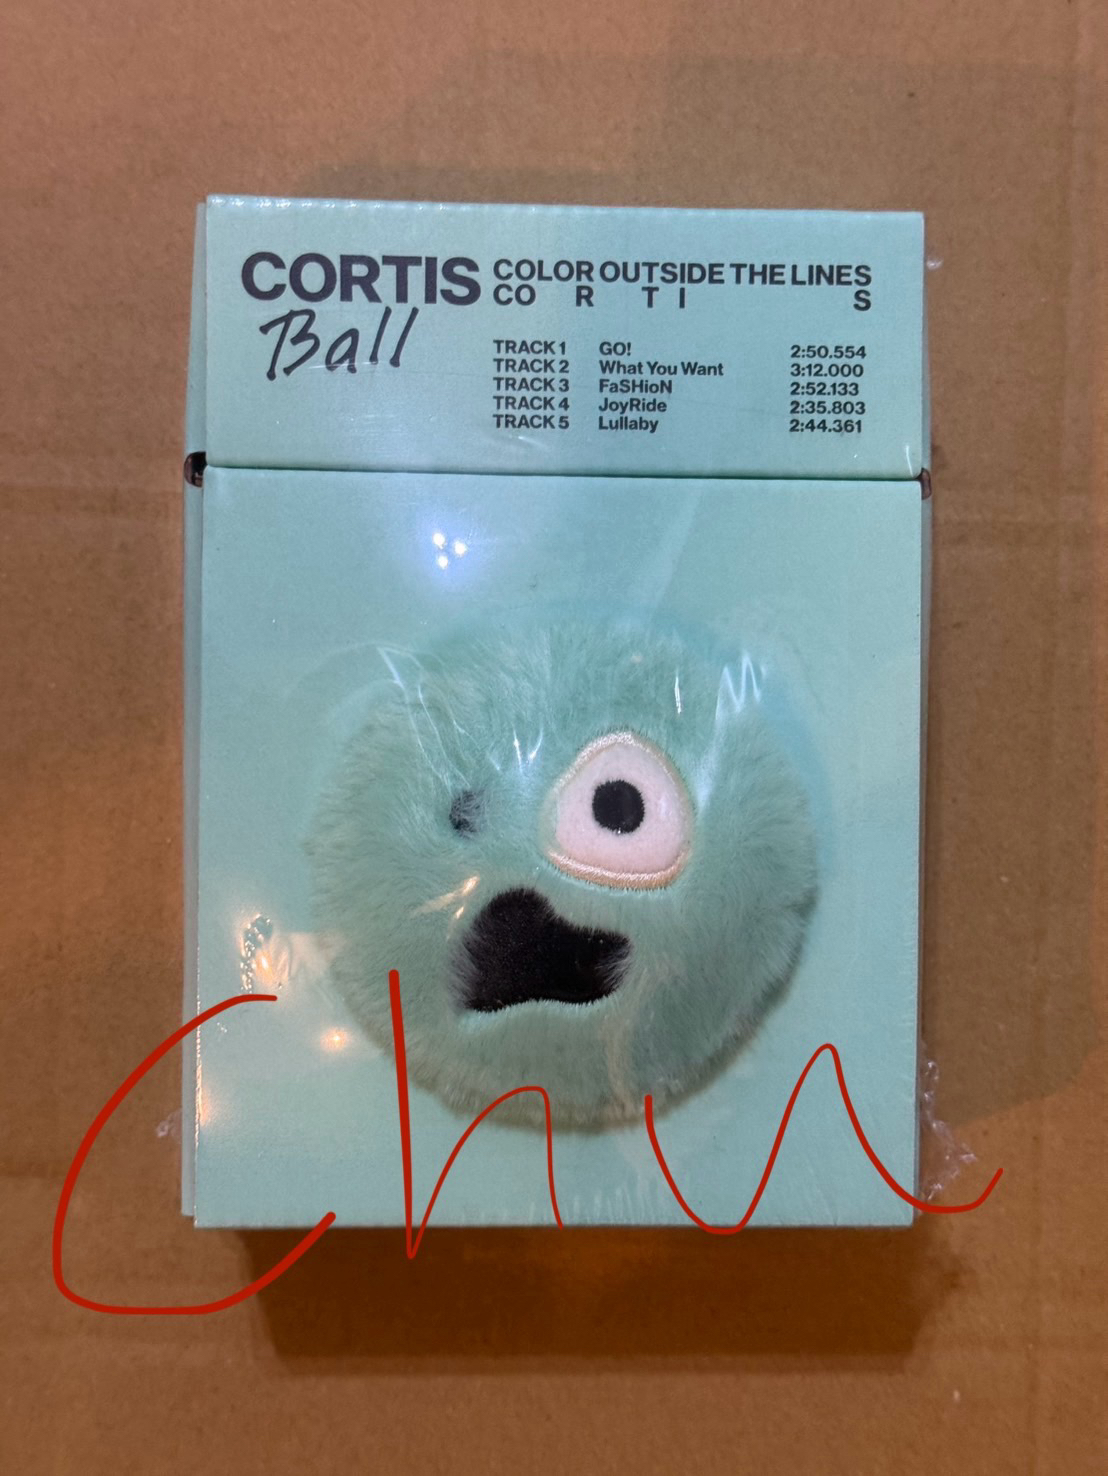 CORTIS
Ball
COLOR OUTSIDE THE LINES
CO R T I S
TRACK 1 GO! 2:50.554
TRACK 2 What You Want 3:12.000
TRACK 3 FaSHioN 2:52.133
TRACK 4 JoyRide 2:35.803
TRACK 5 Lullaby 2:44.361
Chu